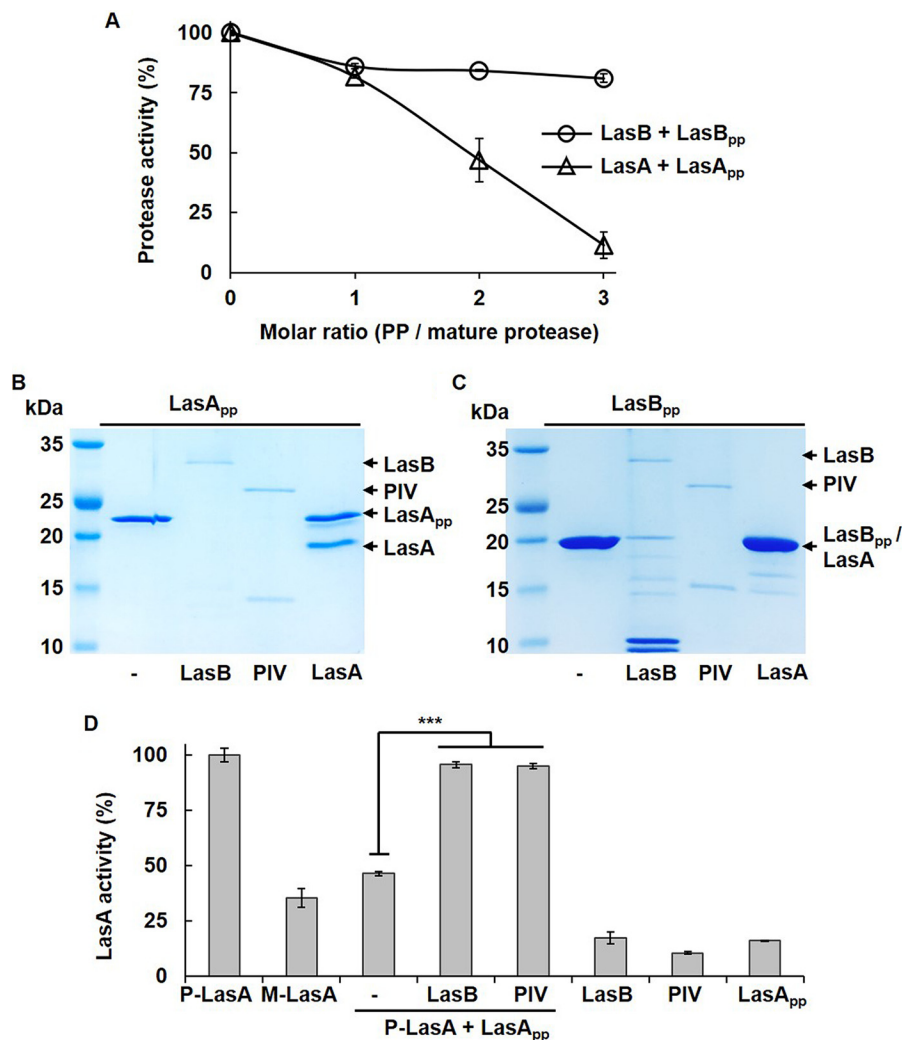 A
Protease activity (%)
100
75
50
25
0
0 1 2 3
Molar ratio (PP / mature protease)
LasB + LasBpp
LasA + LasApp
B
kDa
LasApp
35
25
20
15
10
LasB
PIV
LasApp
LasA
- LasB PIV LasA
C
kDa
LasBpp
35
25
20
15
10
LasB
PIV
LasBpp /
LasA
- LasB PIV LasA
D
LasA activity (%)
100
75
50
25
0
***
P-LasA M-LasA - LasB PIV LasB PIV LasApp
P-LasA + LasApp